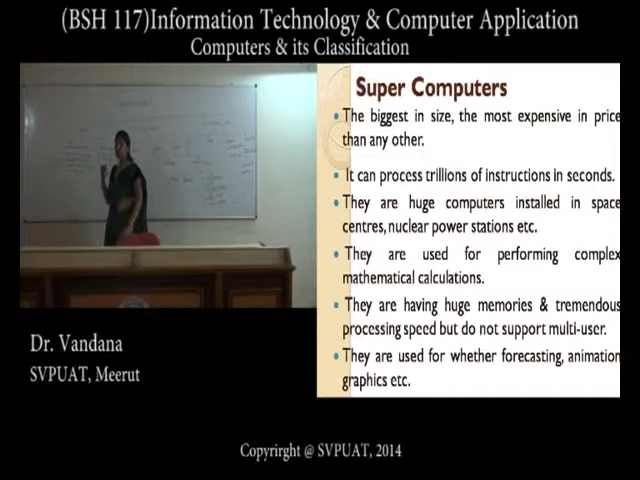 (BSH 117)Information Technology & Computer Application
Computers & its Classification
Super Computers
The biggest in size, the most expensive in price
than any other.
It can process trillions of instructions in seconds.
They are huge computers installed in space
centres, nuclear power stations etc.
They are used for performing complex
mathematical calculations.
They are having huge memories & tremendous
processing speed but do not support multi-user.
They are used for whether forecasting, animation
graphics etc.
Dr. Vandana
SVPUAT, Meerut
Copyrirght @ SVPUAT, 2014